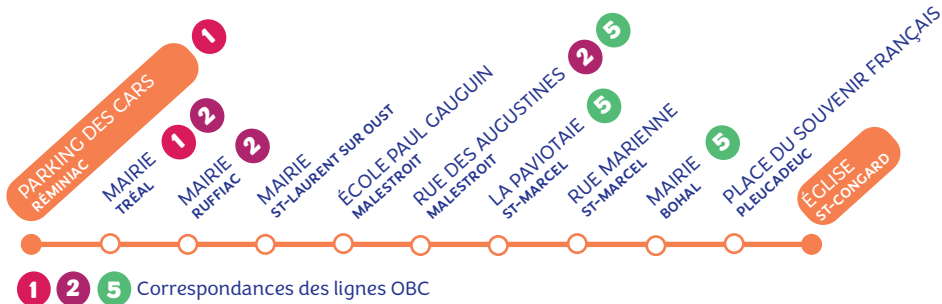 PARKING DES CARS 1
RÉMINIAC
MAIRIE 1 2
TRÉAL
MAIRIE 2
RUFFIAC
MAIRIE
ST-LAURENT SUR OUST
ÉCOLE PAUL GAUGUIN
MALESTROIT
RUE DES AUGUSTINES 2 5
MALESTROIT
LA PAVIOTAIE 5
ST-MARCEL
RUE MARIENNE
ST-MARCEL
MAIRIE 5
BOHAL
PLACE DU SOUVENIR FRANÇAIS
PLEUCADEUC
ÉGLISE
ST-CONGARD
1 2 5 Correspondances des lignes OBC